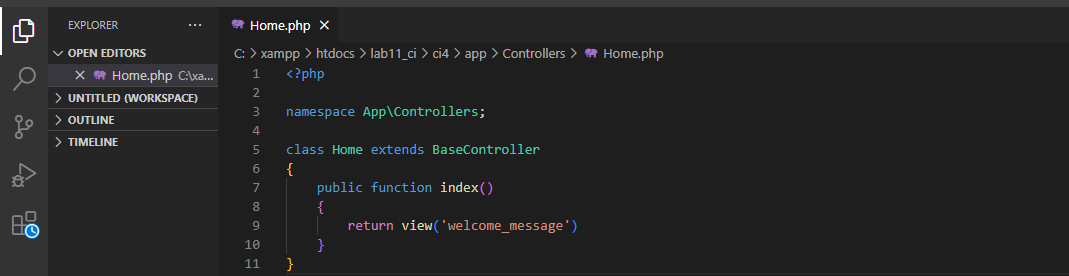 EXPLORER ...
OPEN EDITORS
Home.php C:\xa...
UNTITLED (WORKSPACE)
OUTLINE
TIMELINE
Home.php
C: > xampp > htdocs > lab11_ci > ci4 > app > Controllers > Home.php
1 <?php
2
3 namespace App\Controllers;
4
5 class Home extends BaseController
6 {
7     public function index()
8     {
9         return view('welcome_message')
10     }
11 }